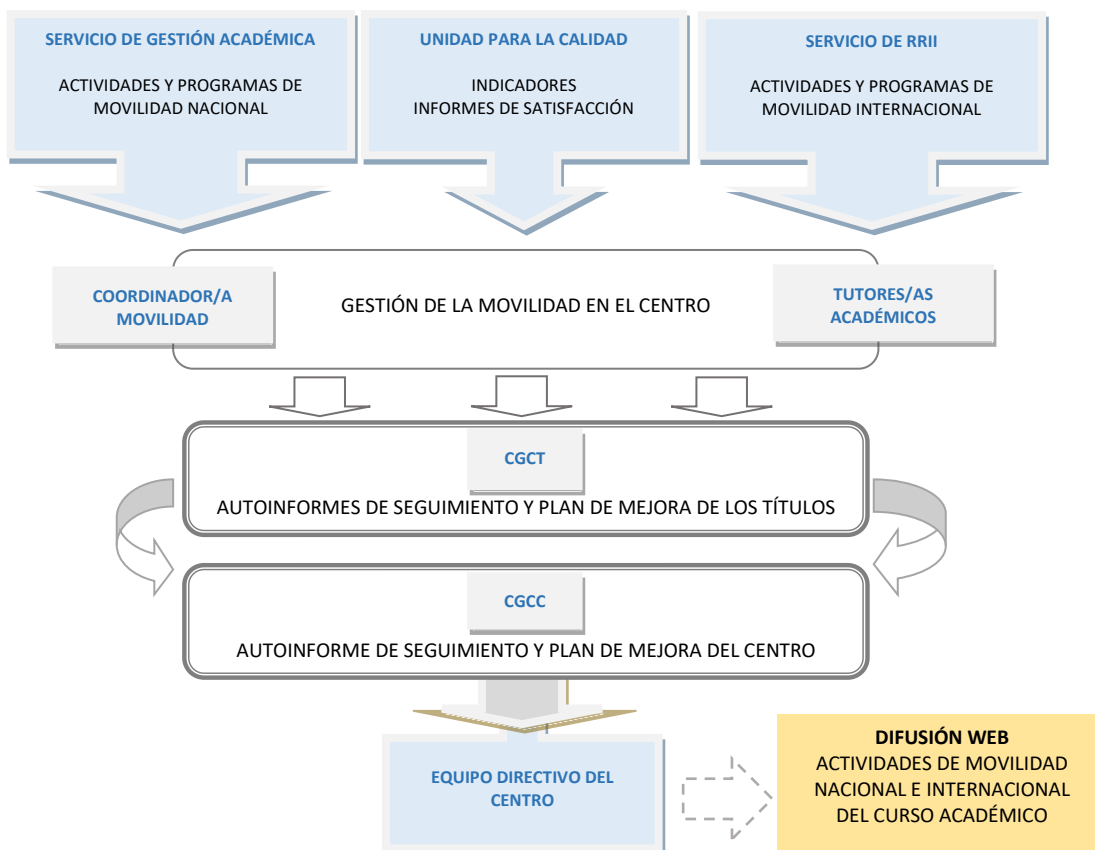 SERVICIO DE GESTIÓN ACADÉMICA
ACTIVIDADES Y PROGRAMAS DE
MOVILIDAD NACIONAL
UNIDAD PARA LA CALIDAD
INDICADORES
INFORMES DE SATISFACCIÓN
SERVICIO DE RRII
ACTIVIDADES Y PROGRAMAS DE
MOVILIDAD INTERNACIONAL
COORDINADOR/A
MOVILIDAD
GESTIÓN DE LA MOVILIDAD EN EL CENTRO
TUTORES/AS
ACADÉMICOS
CGCT
AUTOINFORMES DE SEGUIMIENTO Y PLAN DE MEJORA DE LOS TÍTULOS
CGCC
AUTOINFORME DE SEGUIMIENTO Y PLAN DE MEJORA DEL CENTRO
EQUIPO DIRECTIVO DEL
CENTRO
DIFUSIÓN WEB
ACTIVIDADES DE MOVILIDAD
NACIONAL E INTERNACIONAL
DEL CURSO ACADÉMICO